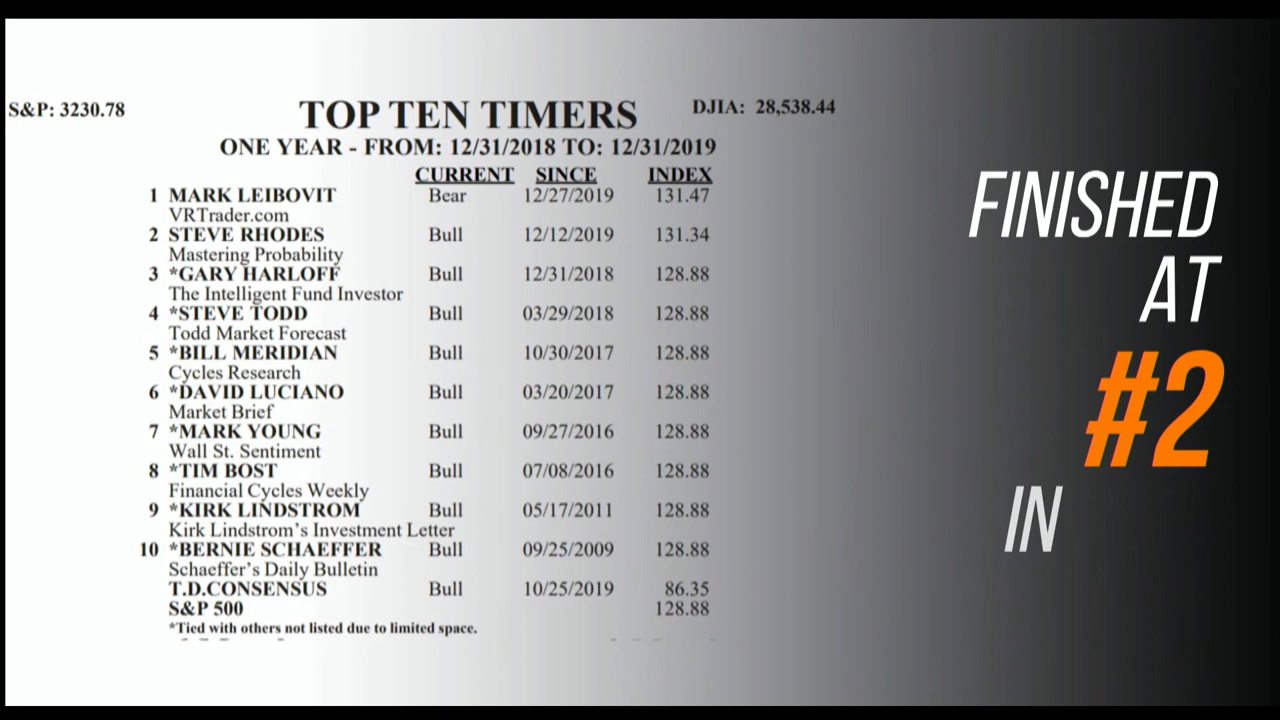 S&P: 3230.78 TOP TEN TIMERS DJIA: 28,538.44
ONE YEAR - FROM: 12/31/2018 TO: 12/31/2019
CURRENT SINCE INDEX
1 MARK LEIBOVIT Bear 12/27/2019 131.47
VRTrader.com
2 STEVE RHODES Bull 12/12/2019 131.34
Mastering Probability
3 *GARY HARLOFF Bull 12/31/2018 128.88
The Intelligent Fund Investor
4 *STEVE TODD Bull 03/29/2018 128.88
Todd Market Forecast
5 *BILL MERIDIAN Bull 10/30/2017 128.88
Cycles Research
6 *DAVID LUCIANO Bull 03/20/2017 128.88
Market Brief
7 *MARK YOUNG Bull 09/27/2016 128.88
Wall St. Sentiment
8 *TIM BOST Bull 07/08/2016 128.88
Financial Cycles Weekly
9 *KIRK LINDSTROM Bull 05/17/2011 128.88
Kirk Lindstrom's Investment Letter
10 *BERNIE SCHAEFFER Bull 09/25/2009 128.88
Schaeffer's Daily Bulletin
T.D.CONSENSUS Bull 10/25/2019 86.35
S&P 500 128.88
*Tied with others not listed due to limited space.
FINISHED
AT
#2
IN